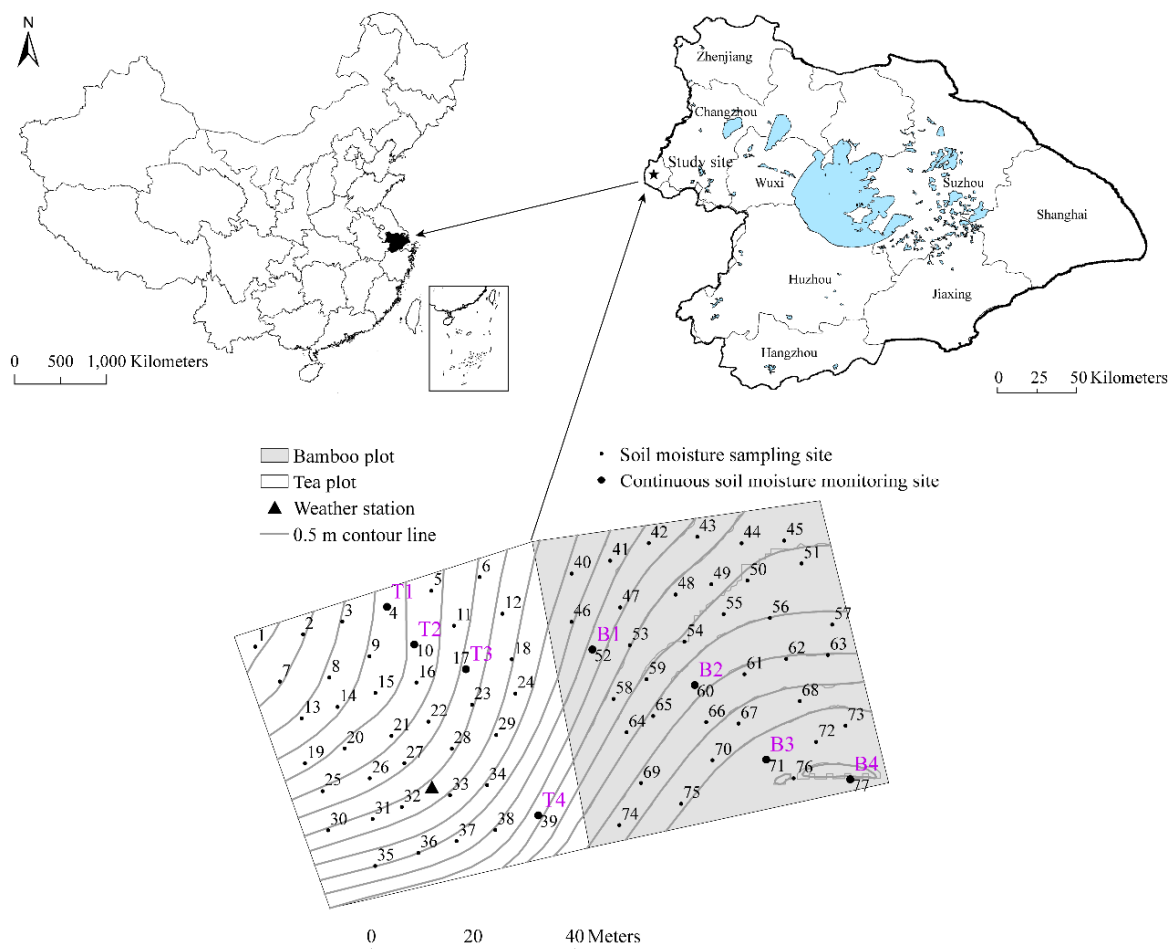 N
0 500 1,000 Kilometers
Zhenjiang
Changzhou
Study site
Wuxi
Suzhou
Shanghai
Huzhou
Jiaxing
Hangzhou
0 25 50 Kilometers
Bamboo plot
Tea plot
Weather station
0.5 m contour line
Soil moisture sampling site
Continuous soil moisture monitoring site
1 2 3 4 5 6
T1
7 8 9 10 11 12
T2
13 14 15 16 17 18
T3
19 20 21 22 23 24
25 26 27 28 29
30 31 32 33 34
35 36 37 38 39
T4
40 41 42 43 44 45
46 47 48 49 50 51
B1
52 53 54 55 56 57
B2
58 59 60 61 62 63
64 65 66 67 68
69 70 71 72 73
B3
74 75 76 77
B4
0 20 40 Meters